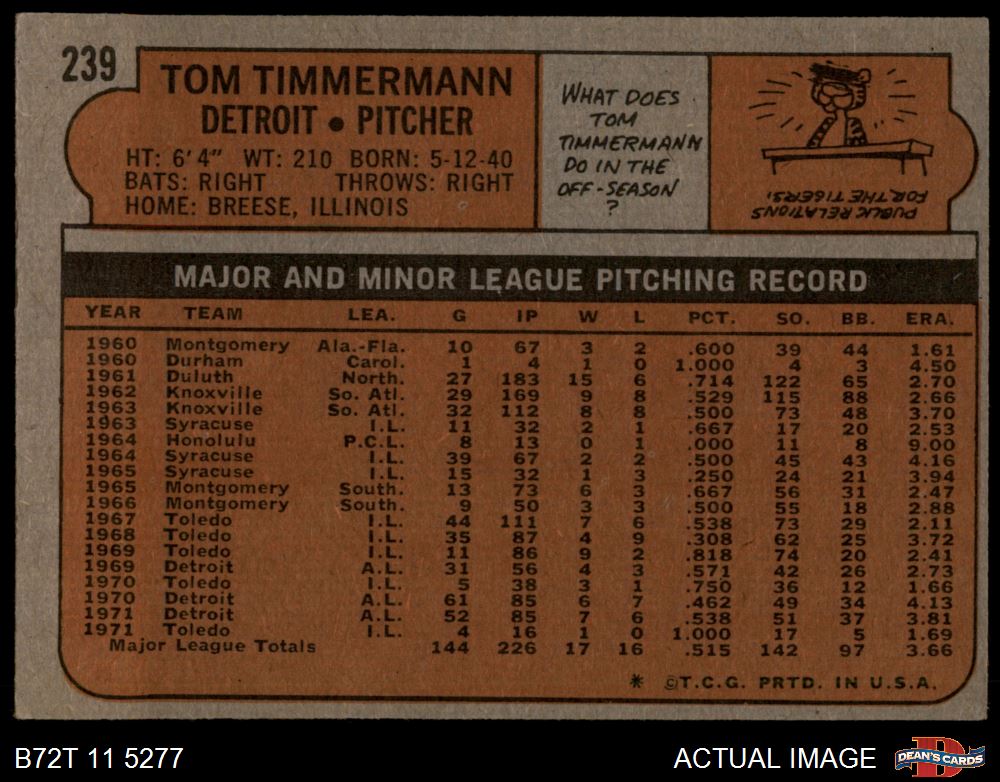 239
TOM TIMMERMANN
DETROIT • PITCHER
HT: 6'4" WT: 210 BORN: 5-12-40
BATS: RIGHT THROWS: RIGHT
HOME: BREESE, ILLINOIS
WHAT DOES
TOM
TIMMERMANN
DO IN THE
OFF-SEASON
?
PUBLIC RELATIONS
FOR THE TIGERS!
MAJOR AND MINOR LEAGUE PITCHING RECORD
YEAR TEAM LEA. G IP W L PCT. SO. BB. ERA.
1960 Montgomery Ala.-Fla. 10 67 3 2 .600 39 44 1.61
1960 Durham Carol. 1 4 1 0 1.000 4 3 4.50
1961 Duluth North. 27 183 15 6 .714 122 65 2.70
1962 Knoxville So. Atl. 29 169 9 8 .529 115 88 2.66
1963 Knoxville So. Atl. 32 112 8 8 .500 73 48 3.70
1963 Syracuse I.L. 11 32 2 1 .667 17 20 2.53
1964 Honolulu P.C.L. 8 13 0 1 .000 11 8 9.00
1964 Syracuse I.L. 39 67 2 2 .500 45 43 4.16
1965 Syracuse I.L. 15 32 1 3 .250 24 21 3.94
1965 Montgomery South. 13 73 6 3 .667 56 31 2.47
1966 Montgomery South. 9 50 3 3 .500 55 18 2.88
1967 Toledo I.L. 44 111 7 6 .538 73 29 2.11
1968 Toledo I.L. 35 87 4 9 .308 62 25 3.72
1969 Toledo I.L. 11 86 9 2 .818 74 20 2.41
1969 Detroit A.L. 31 56 4 3 .571 42 26 2.73
1970 Toledo I.L. 5 38 3 1 .750 36 12 1.66
1970 Detroit A.L. 61 85 6 7 .462 49 34 4.13
1971 Detroit A.L. 52 85 7 6 .538 51 37 3.81
1971 Toledo I.L. 4 16 1 0 1.000 17 5 1.69
Major League Totals 144 226 17 16 .515 142 97 3.66
* ©T.C.G. PRTD. IN U.S.A.
B72T 11 5277
ACTUAL IMAGE
DEAN'S CARDS